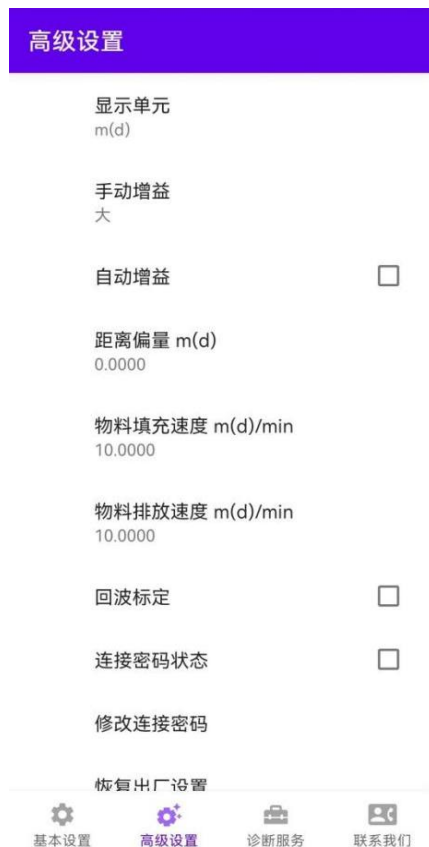 高级设置
显示单元
m(d)
手动增益
大
自动增益
距离偏量 m(d)
0.0000
物料填充速度 m(d)/min
10.0000
物料排放速度 m(d)/min
10.0000
回波标定
连接密码状态
修改连接密码
恢复出厂设置
基本设置
高级设置
诊断服务
联系我们